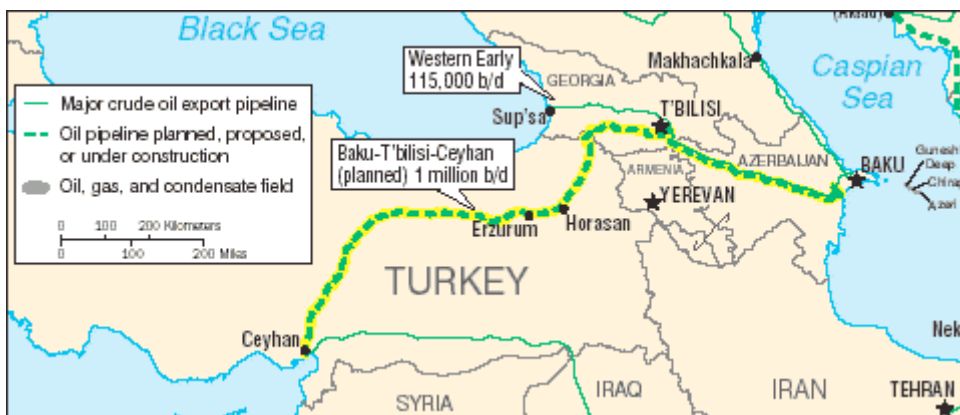 Black Sea
Western Early
115,000 b/d
GEORGIA
Makhachkala
Caspian
Sea
Major crude oil export pipeline
Oil pipeline planned, proposed,
or under construction
Oil, gas, and condensate field
0 100 200 Kilometers
0 100 200 Miles
Sup'sa
T'BILISI
Baku-T'bilisi-Ceyhan
(planned) 1 million b/d
ARMENIA
AZERBAIJAN
BAKU
Gunesh
Deep
Chirag
Azeri
YEREVAN
Erzurum
Horasan
TURKEY
Ceyhan
Nek
SYRIA
IRAQ
IRAN
TEHRAN